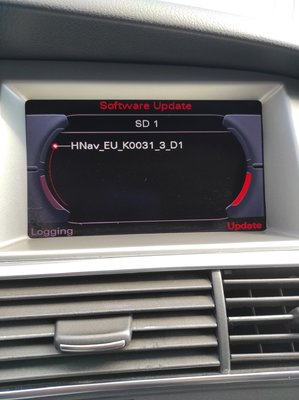 Software Update
SD 1
HNav_EU_K0031_3_D1
Logging
Update